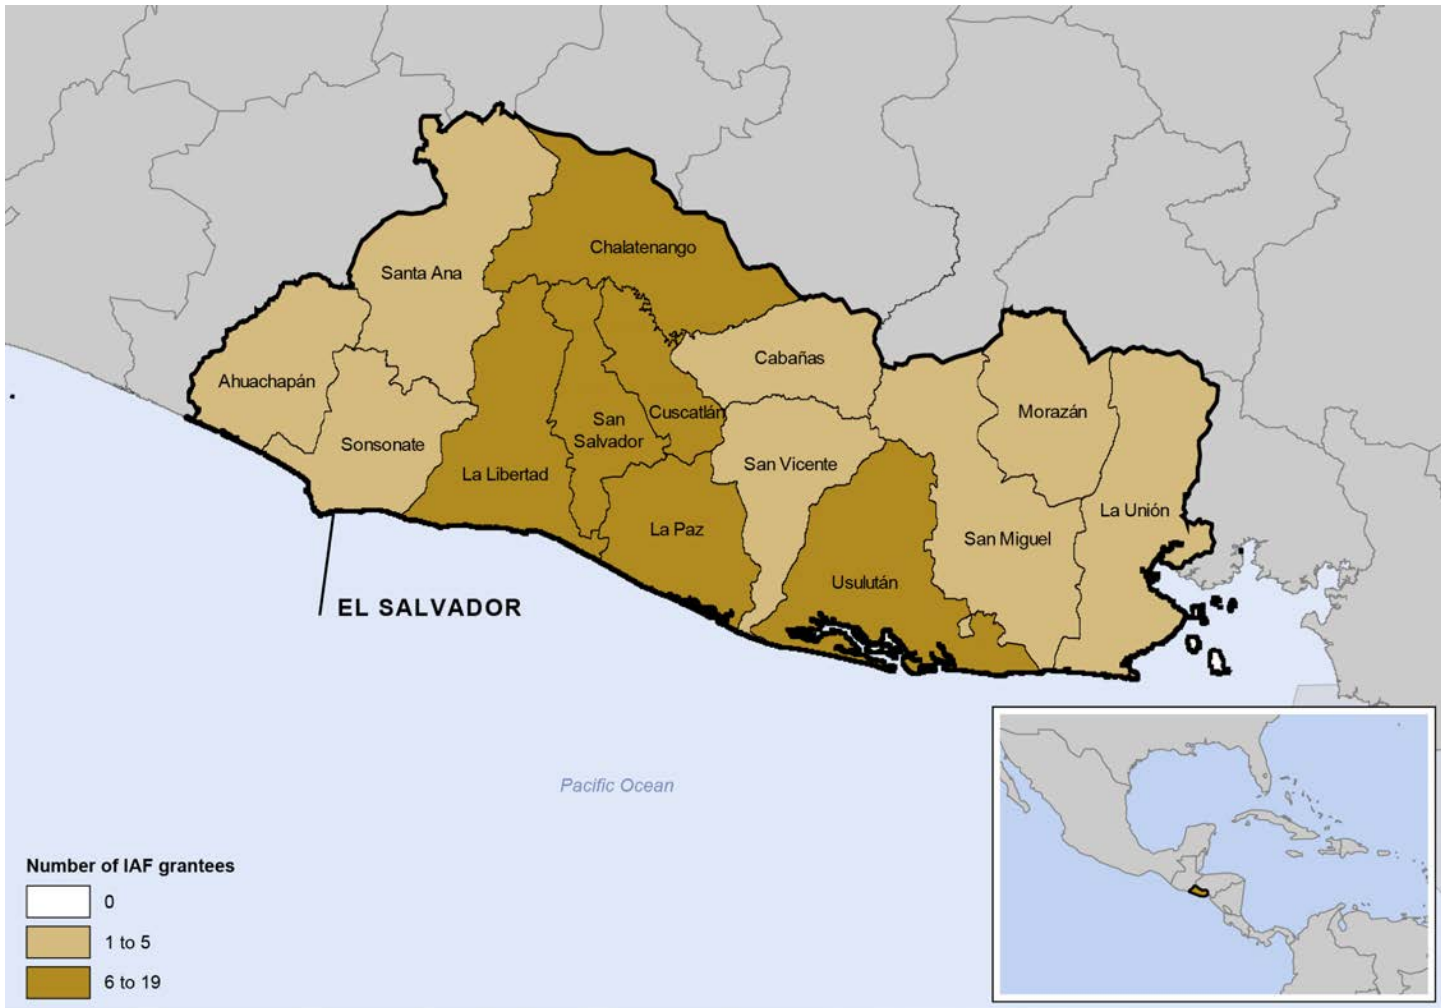 Chalatenango
Santa Ana
Cabañas
Ahuachapán
Morazán
Cuscatlán
San
Salvador
Sonsonate
San Vicente
La Libertad
La Unión
La Paz
San Miguel
Usulután
EL SALVADOR
Pacific Ocean
Number of IAF grantees
0
1 to 5
6 to 19